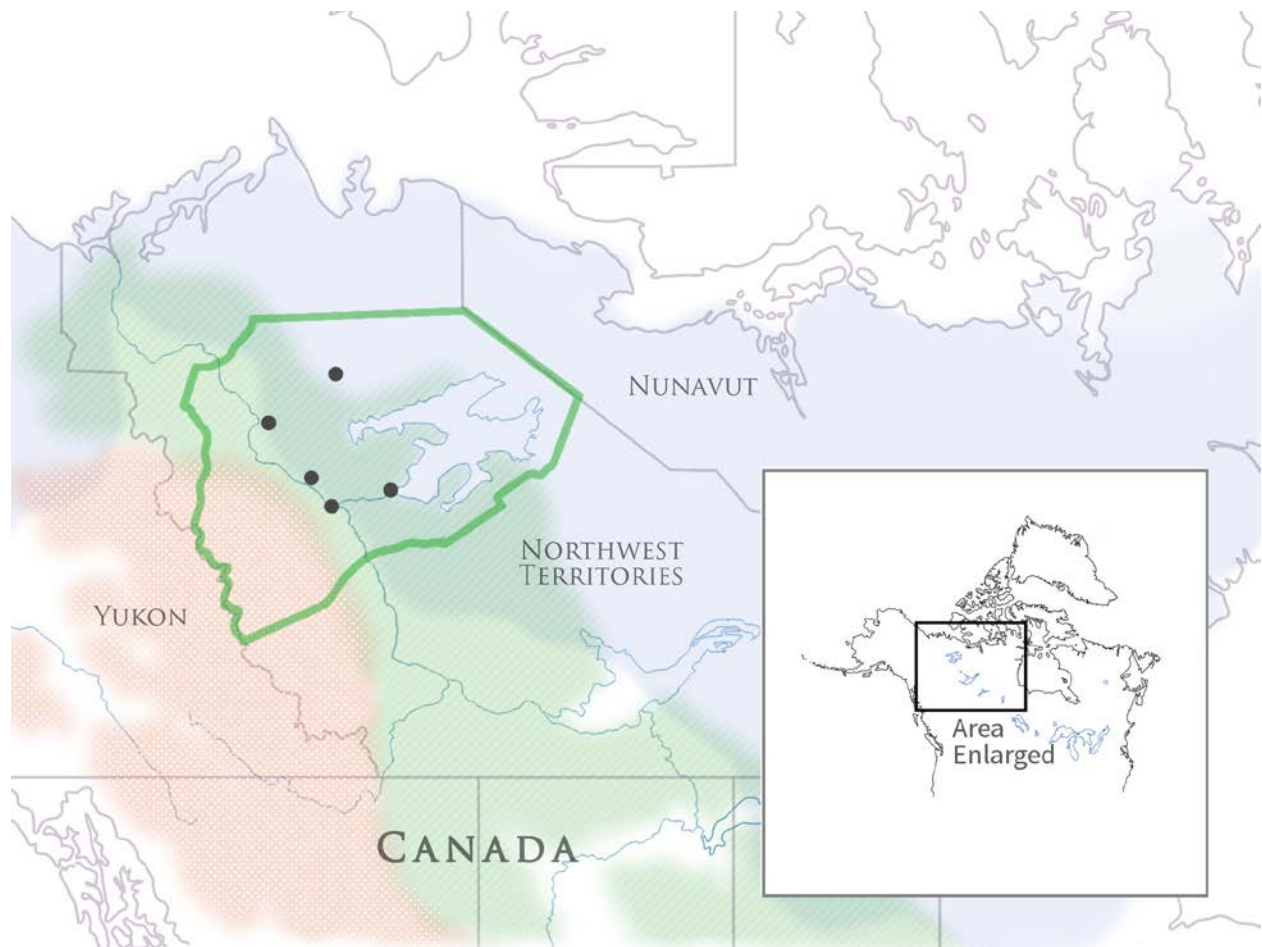 NUNAVUT
NORTHWEST
TERRITORIES
YUKON
CANADA
Area
Enlarged